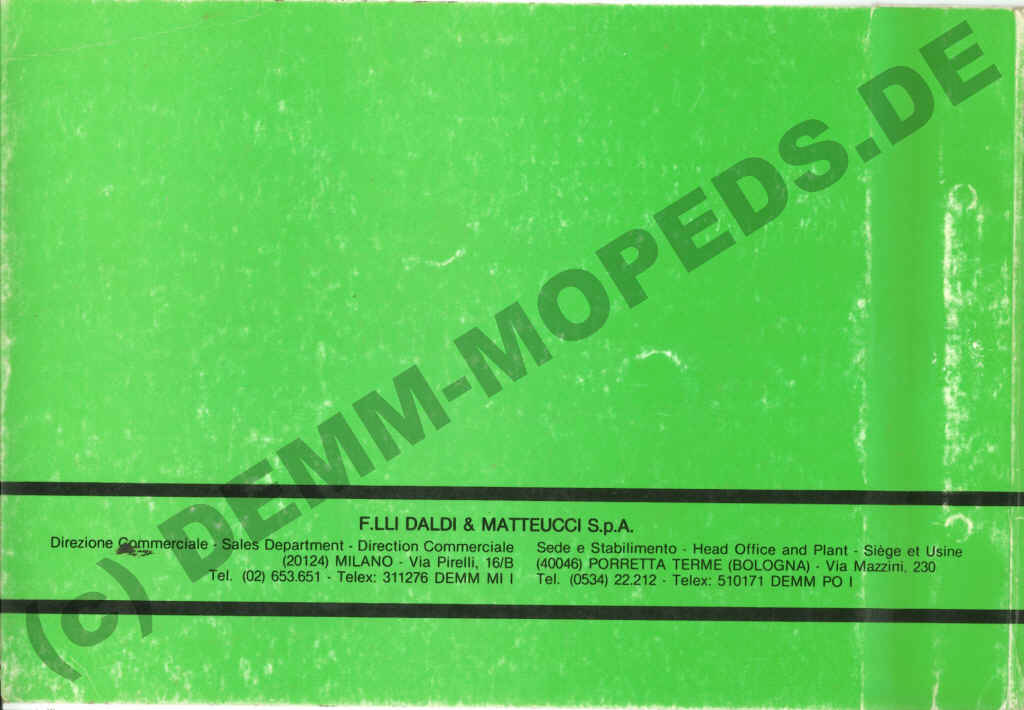 F.LLI DALDI & MATTEUCCI S.p.A.
Direzione Commerciale - Sales Department - Direction Commerciale
(20124) MILANO - Via Pirelli, 16/B
Tel. (02) 653.651 - Telex: 311276 DEMM MI I
Sede e Stabilimento - Head Office and Plant - Siège et Usine
(40046) PORRETTA TERME (BOLOGNA) - Via Mazzini, 230
Tel. (0534) 22.212 - Telex: 510171 DEMM PO I
(c) DEMM-MOPEDS.DE